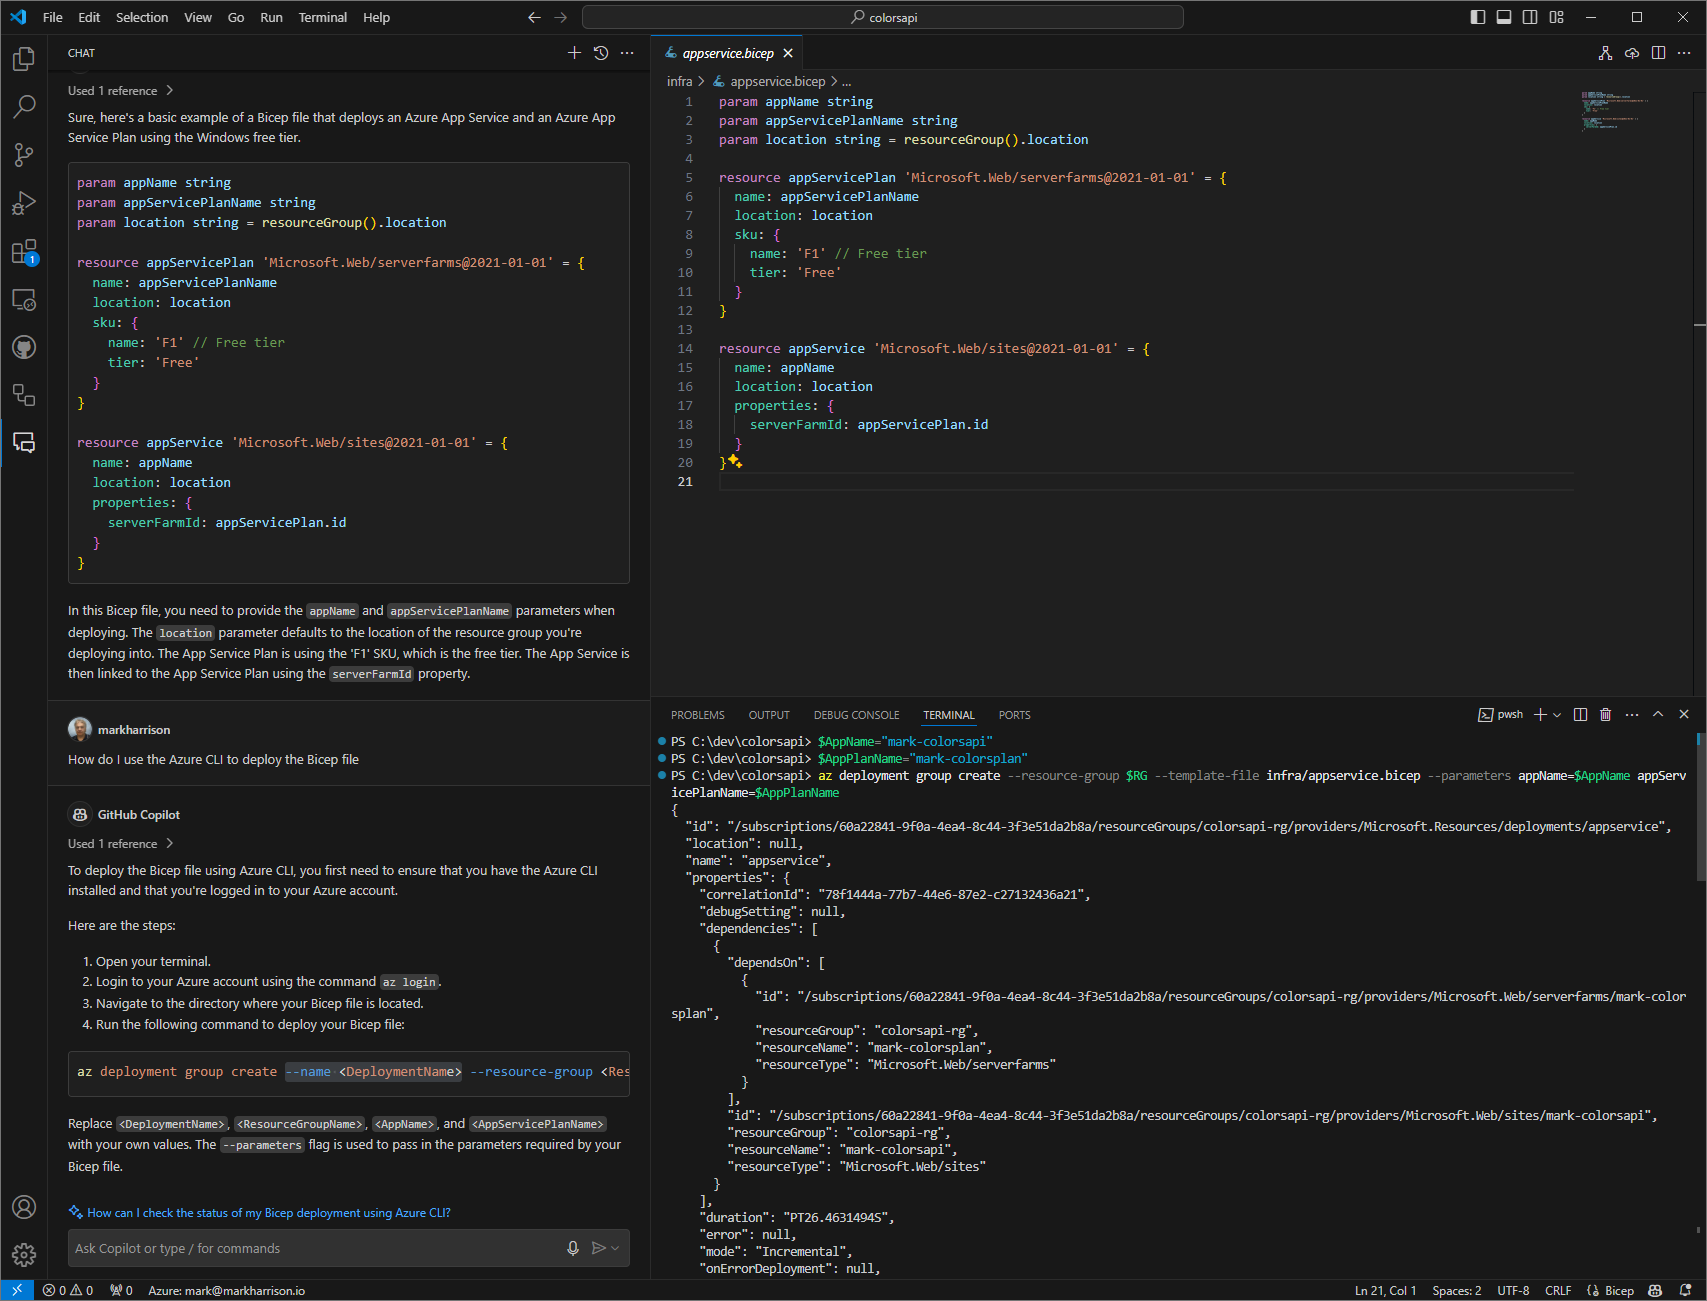 File Edit Selection View Go Run Terminal Help
colorsapi
CHAT
Used 1 reference
Sure, here's a basic example of a Bicep file that deploys an Azure App Service and an Azure App
Service Plan using the Windows free tier.
param appName string
param appServicePlanName string
param location string = resourceGroup().location
resource appServicePlan 'Microsoft.Web/serverfarms@2021-01-01' = {
name: appServicePlanName
location: location
sku: {
name: 'F1' // Free tier
tier: 'Free'
}
}
resource appService 'Microsoft.Web/sites@2021-01-01' = {
name: appName
location: location
properties: {
serverFarmId: appServicePlan.id
}
}
In this Bicep file, you need to provide the appName and appServicePlanName parameters when
deploying. The location parameter defaults to the location of the resource group you're
deploying into. The App Service Plan is using the 'F1' SKU, which is the free tier. The App Service is
then linked to the App Service Plan using the serverFarmId property.
markharrison
How do I use the Azure CLI to deploy the Bicep file
GitHub Copilot
Used 1 reference
To deploy the Bicep file using Azure CLI, you first need to ensure that you have the Azure CLI
installed and that you're logged in to your Azure account.
Here are the steps:
1. Open your terminal.
2. Login to your Azure account using the command az login.
3. Navigate to the directory where your Bicep file is located.
4. Run the following command to deploy your Bicep file:
az deployment group create --name <DeploymentName> --resource-group <Res
Replace <DeploymentName>, <ResourceGroupName>, <AppName>, and <AppServicePlanName>
with your own values. The --parameters flag is used to pass in the parameters required by your
Bicep file.
How can I check the status of my Bicep deployment using Azure CLI?
Ask Copilot or type / for commands
appservice.bicep
infra > appservice.bicep > ...
1 param appName string
2 param appServicePlanName string
3 param location string = resourceGroup().location
4
5 resource appServicePlan 'Microsoft.Web/serverfarms@2021-01-01' = {
6 name: appServicePlanName
7 location: location
8 sku: {
9 name: 'F1' // Free tier
10 tier: 'Free'
11 }
12 }
13
14 resource appService 'Microsoft.Web/sites@2021-01-01' = {
15 name: appName
16 location: location
17 properties: {
18 serverFarmId: appServicePlan.id
19 }
20 }
21
PROBLEMS OUTPUT DEBUG CONSOLE TERMINAL PORTS
pwsh
PS C:\dev\colorsapi> $AppName="mark-colorsapi"
PS C:\dev\colorsapi> $AppPlanName="mark-colorsplan"
PS C:\dev\colorsapi> az deployment group create --resource-group $RG --template-file infra/appservice.bicep --parameters appName=$AppName appServ
icePlanName=$AppPlanName
{
"id": "/subscriptions/60a22841-9f0a-4ea4-8c44-3f3e51da2b8a/resourceGroups/colorsapi-rg/providers/Microsoft.Resources/deployments/appservice",
"location": null,
"name": "appservice",
"properties": {
"correlationId": "78f1444a-77b7-44e6-87e2-c27132436a21",
"debugSetting": null,
"dependencies": [
{
"dependsOn": [
{
"id": "/subscriptions/60a22841-9f0a-4ea4-8c44-3f3e51da2b8a/resourceGroups/colorsapi-rg/providers/Microsoft.Web/serverfarms/mark-color
splan",
"resourceGroup": "colorsapi-rg",
"resourceName": "mark-colorsplan",
"resourceType": "Microsoft.Web/serverfarms"
}
],
"id": "/subscriptions/60a22841-9f0a-4ea4-8c44-3f3e51da2b8a/resourceGroups/colorsapi-rg/providers/Microsoft.Web/sites/mark-colorsapi",
"resourceGroup": "colorsapi-rg",
"resourceName": "mark-colorsapi",
"resourceType": "Microsoft.Web/sites"
}
],
"duration": "PT26.4631494S",
"error": null,
"mode": "Incremental",
"onErrorDeployment": null,
1
0 0 0 Azure: mark@markharrison.io
Ln 21, Col 1 Spaces: 2 UTF-8 CRLF Bicep